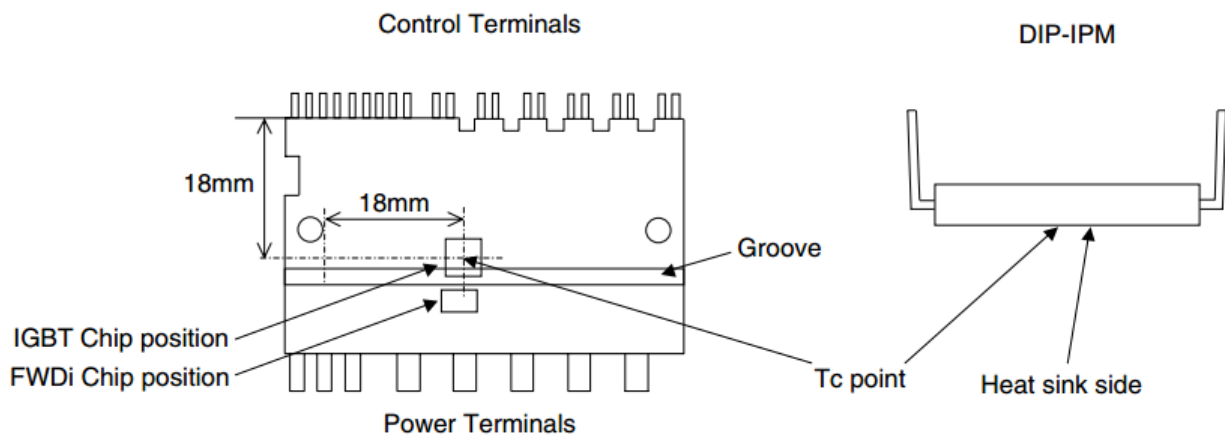 Control Terminals
DIP-IPM
18mm
18mm
Groove
IGBT Chip position
FWDi Chip position
Tc point
Heat sink side
Power Terminals